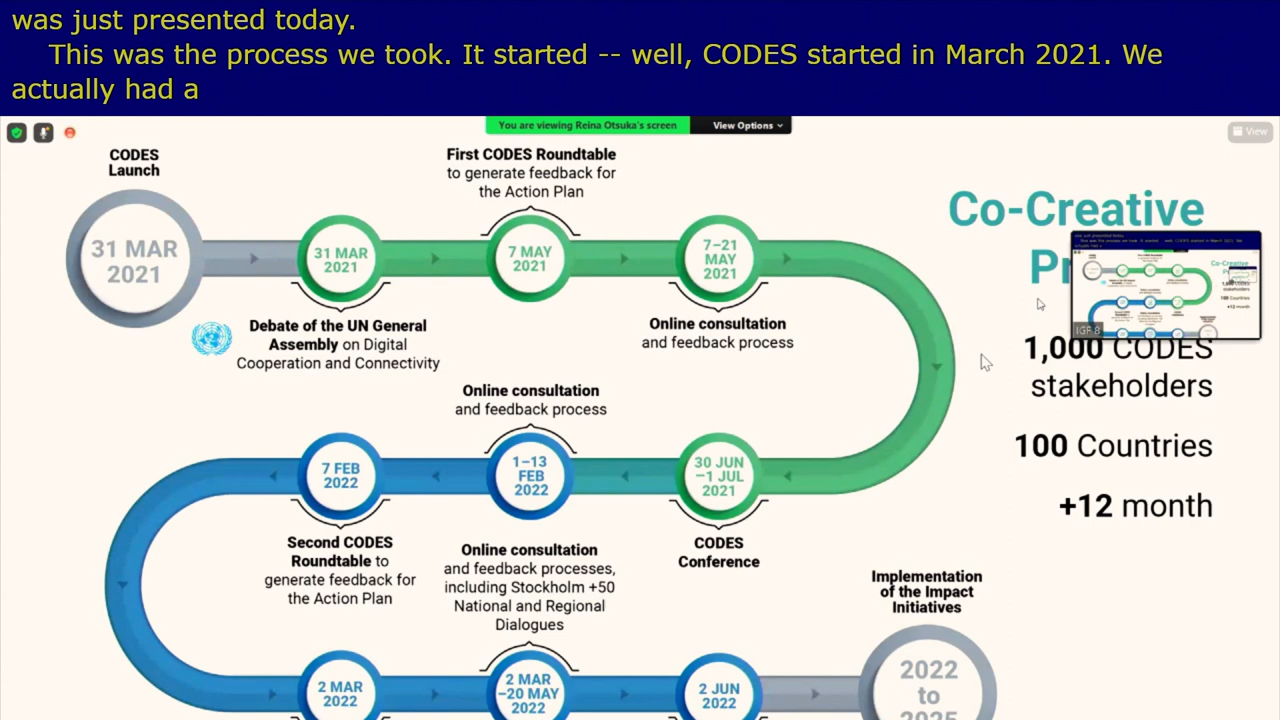 was just presented today.
This was the process we took. It started -- well, CODES started in March 2021. We
actually had a
You are viewing Reina Otsuka's screen
View Options
View
CODES
Launch
31 MAR
2021
31 MAR
2021
Debate of the UN General
Assembly on Digital
Cooperation and Connectivity
First CODES Roundtable
to generate feedback for
the Action Plan
7 MAY
2021
7–21
MAY
2021
Online consultation
and feedback process
Co-Creative
IGF 8
1,000 CODES
stakeholders
100 Countries
+12 month
30 JUN
–1 JUL
2021
CODES
Conference
Online consultation
and feedback process
1–13
FEB
2022
7 FEB
2022
Second CODES
Roundtable to
generate feedback for
the Action Plan
2 MAR
2022
Online consultation
and feedback processes,
including Stockholm +50
National and Regional
Dialogues
2 MAR
–20 MAY
2022
2 JUN
2022
Implementation
of the Impact
Initiatives
2022
to
2025